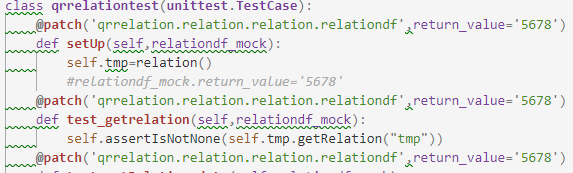 class qrrelationtest(unittest.TestCase):
@patch('qrrelation.relation.relation.relationdf',return_value='5678')
def setUp(self,relationdf_mock):
self.tmp=relation()
#relationdf_mock.return_value='5678'
@patch('qrrelation.relation.relation.relationdf',return_value='5678')
def test_getrelation(self,relationdf_mock):
self.assertIsNotNone(self.tmp.getRelation("tmp"))
@patch('qrrelation.relation.relation.relationdf',return_value='5678')